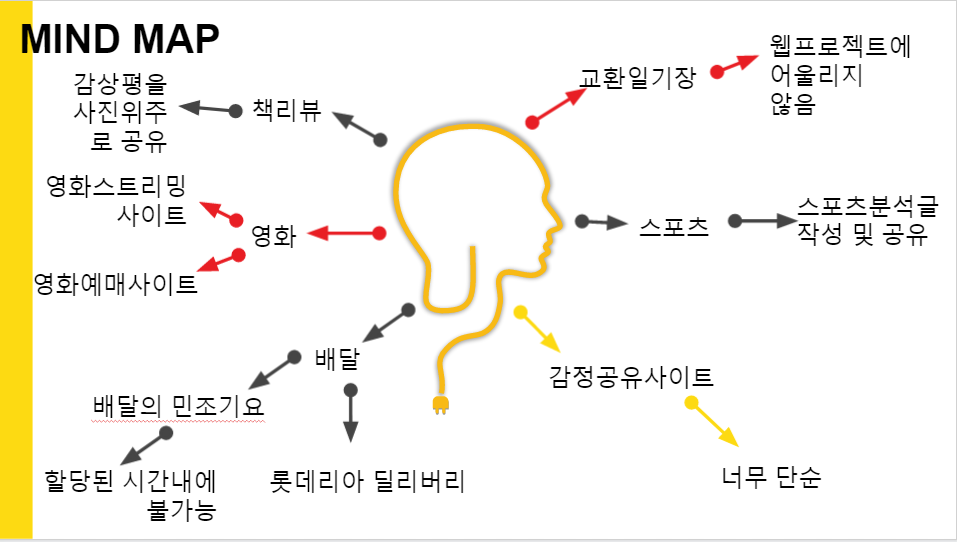 MIND MAP
감상평을
사진위주
로 공유
책리뷰
영화스트리밍
사이트
영화
영화예매사이트
배달
배달의 민조기요
할당된 시간내에
불가능
롯데리아 딜리버리
교환일기장
웹프로젝트에
어울리지
않음
스포츠
스포츠분석글
작성 및 공유
감정공유사이트
너무 단순